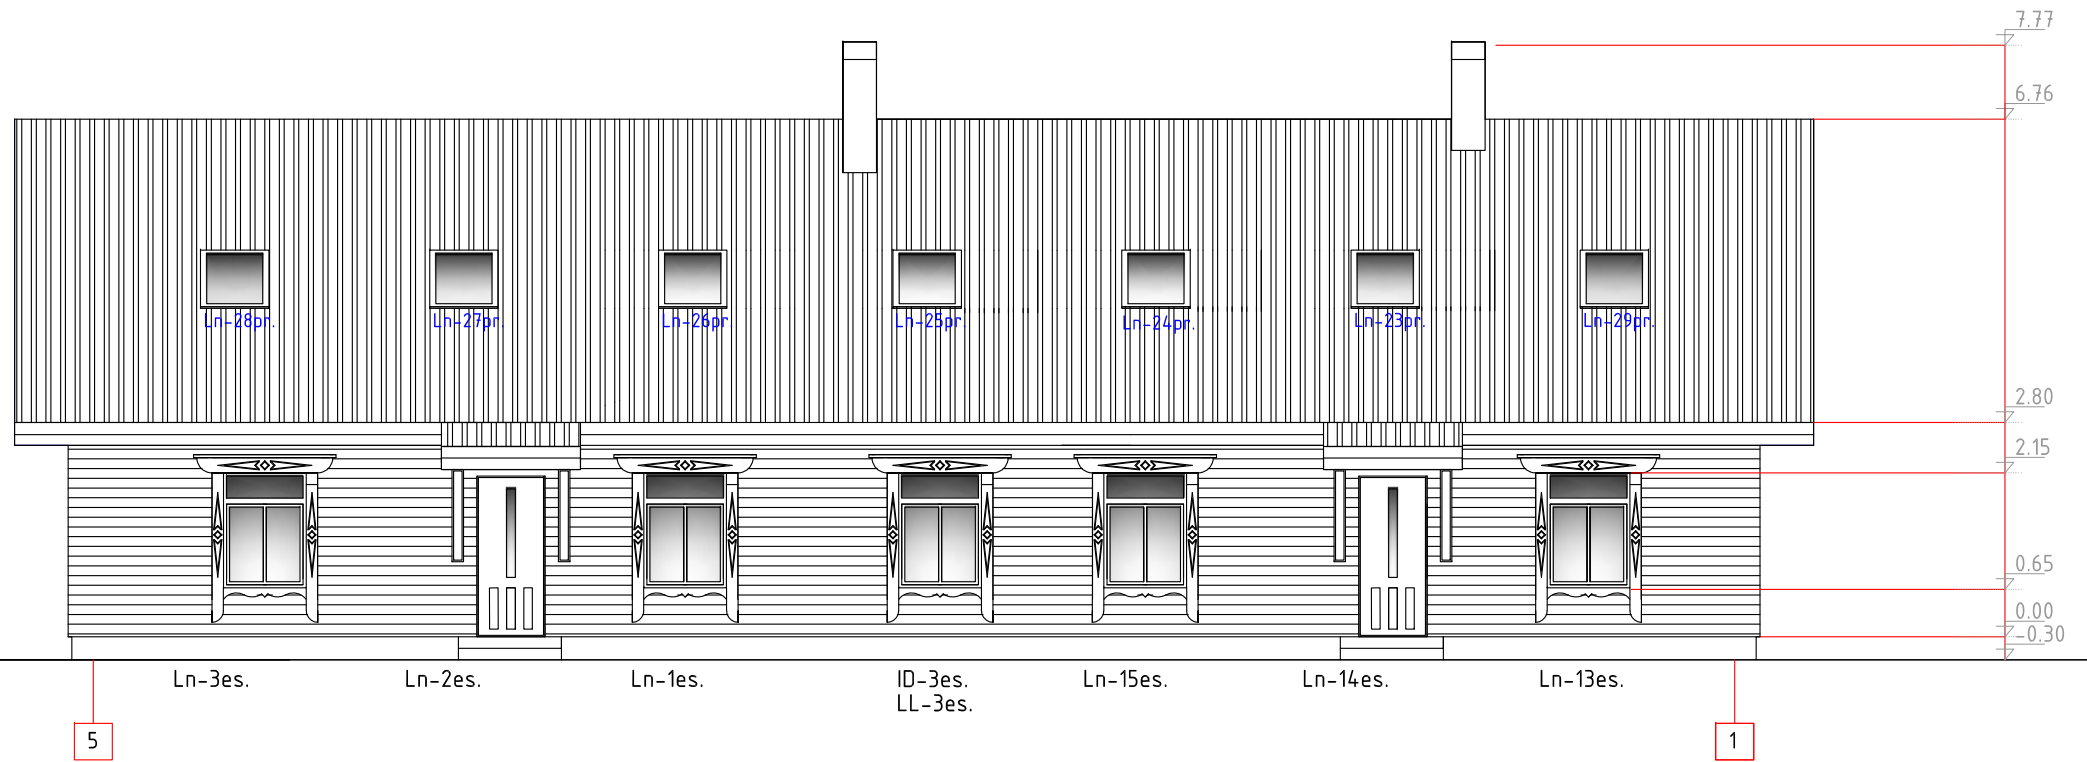 7.77
6.76
Ln-28pr.
Ln-27pr.
Ln-26pr.
Ln-25pr.
Ln-24pr.
Ln-23pr.
Ln-29pr.
2.80
2.15
0.65
0.00
-0.30
Ln-3es.
Ln-2es.
Ln-1es.
ID-3es.
LL-3es.
Ln-15es.
Ln-14es.
Ln-13es.
5
1